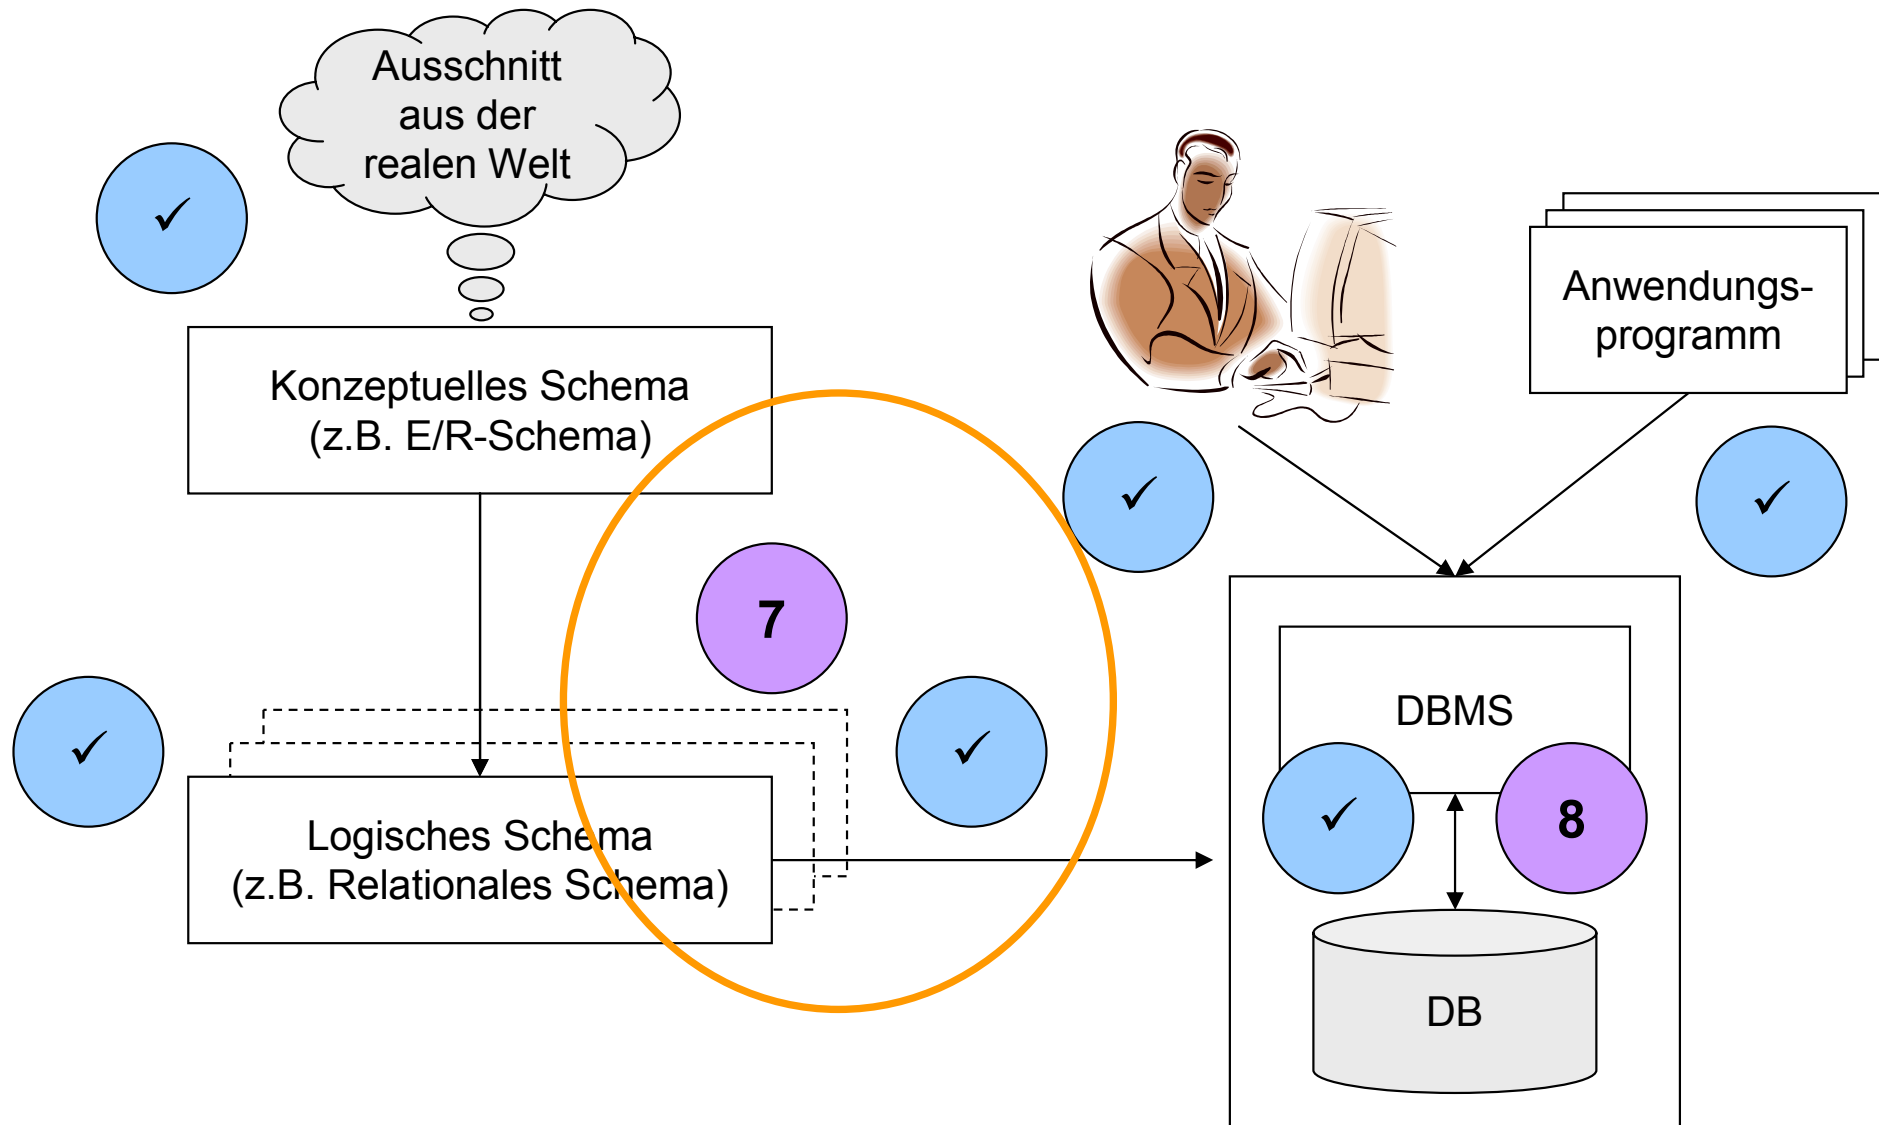 Ausschnitt
aus der
realen Welt
✓
Konzeptuelles Schema
(z.B. E/R-Schema)
7
✓
✓
Logisches Schema
(z.B. Relationales Schema)
✓
Anwendungs-
programm
✓
DBMS
✓
8
DB